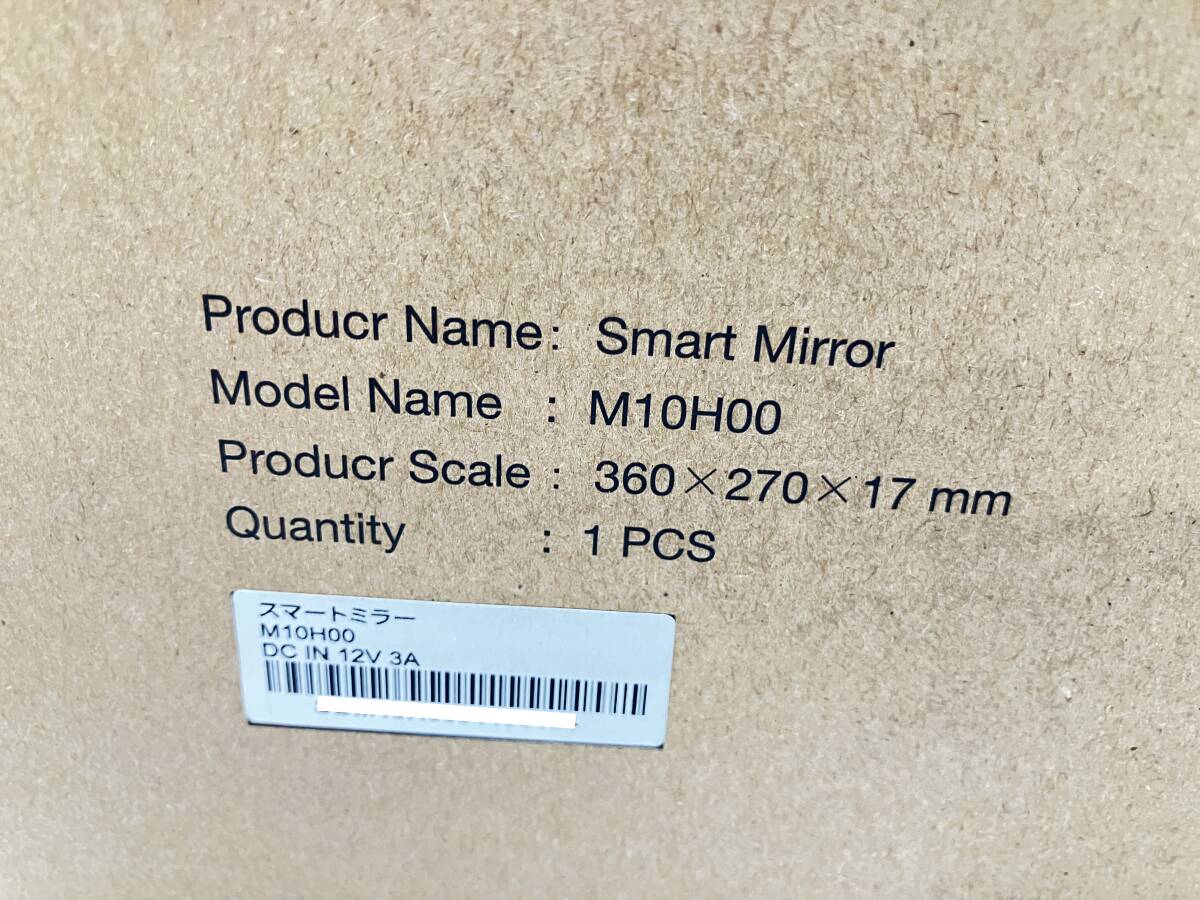 Producr Name: Smart Mirror
Model Name : M10H00
Producr Scale : 360×270×17 mm
Quantity : 1 PCS
スマートミラー
M10H00
DC IN 12V 3A